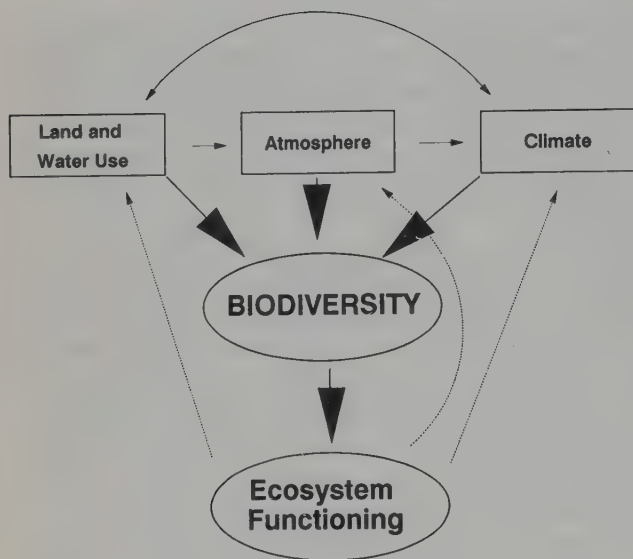 Land and
Water Use
Atmosphere
Climate
BIODIVERSITY
Ecosystem
Functioning